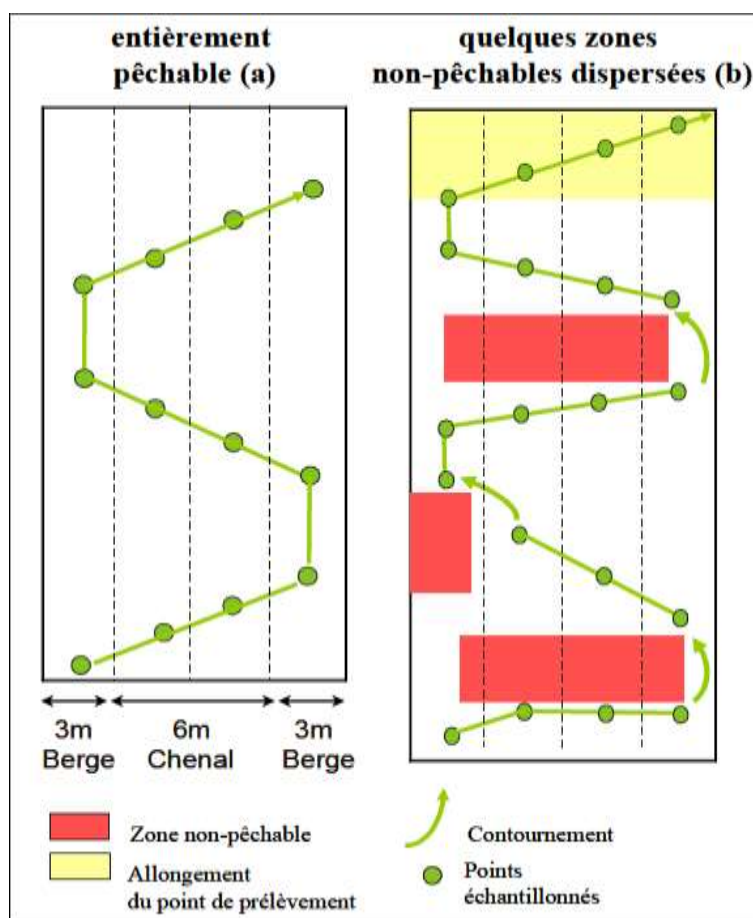 entièrement
pêchable (a)
quelques zones
non-pêchables dispersées (b)
3m
Berge
6m
Chenal
3m
Berge
Zone non-pêchable
Allongement
du point de prélèvement
Contournement
Points
échantillonnés